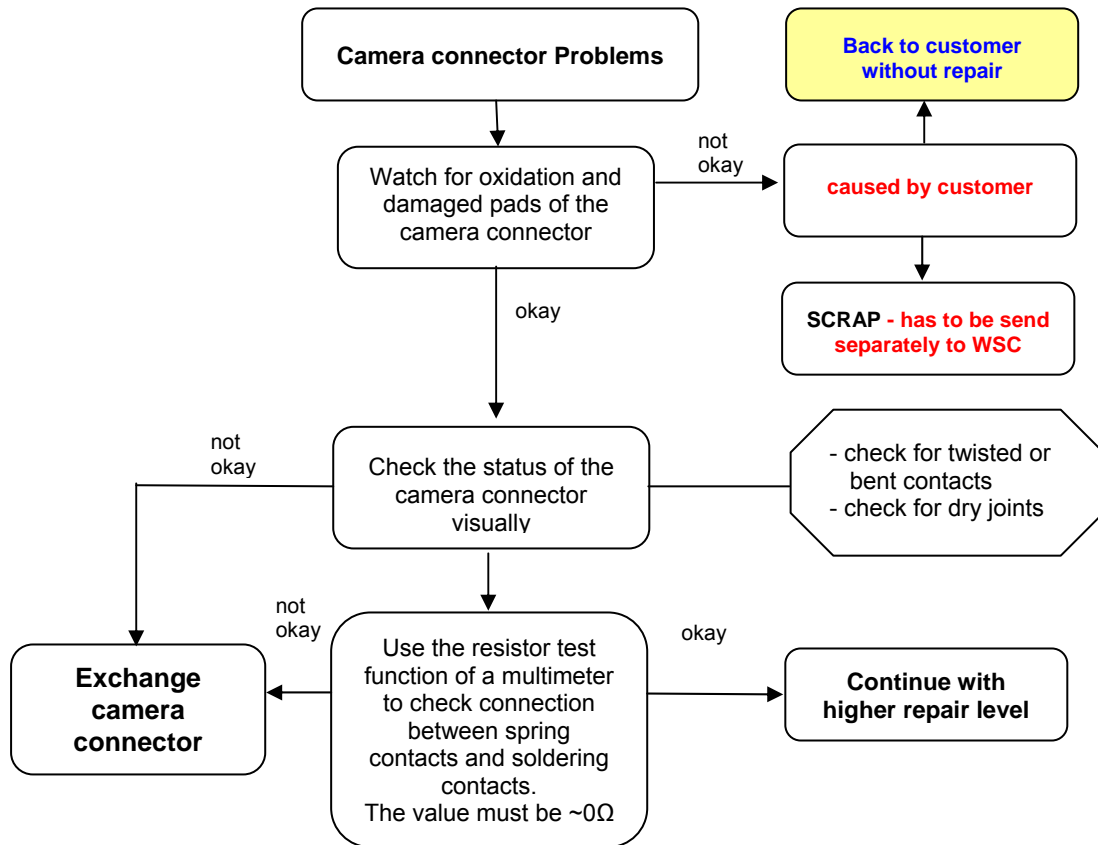 Camera connector Problems
Back to customer
without repair
not
okay
Watch for oxidation and
damaged pads of the
camera connector
caused by customer
okay
SCRAP - has to be send
separately to WSC
not
okay
Check the status of the
camera connector
visually
- check for twisted or
bent contacts
- check for dry joints
not
okay
Use the resistor test
function of a multimeter
to check connection
between spring
contacts and soldering
contacts.
The value must be ~0Ω
okay
Exchange
camera
connector
Continue with
higher repair level